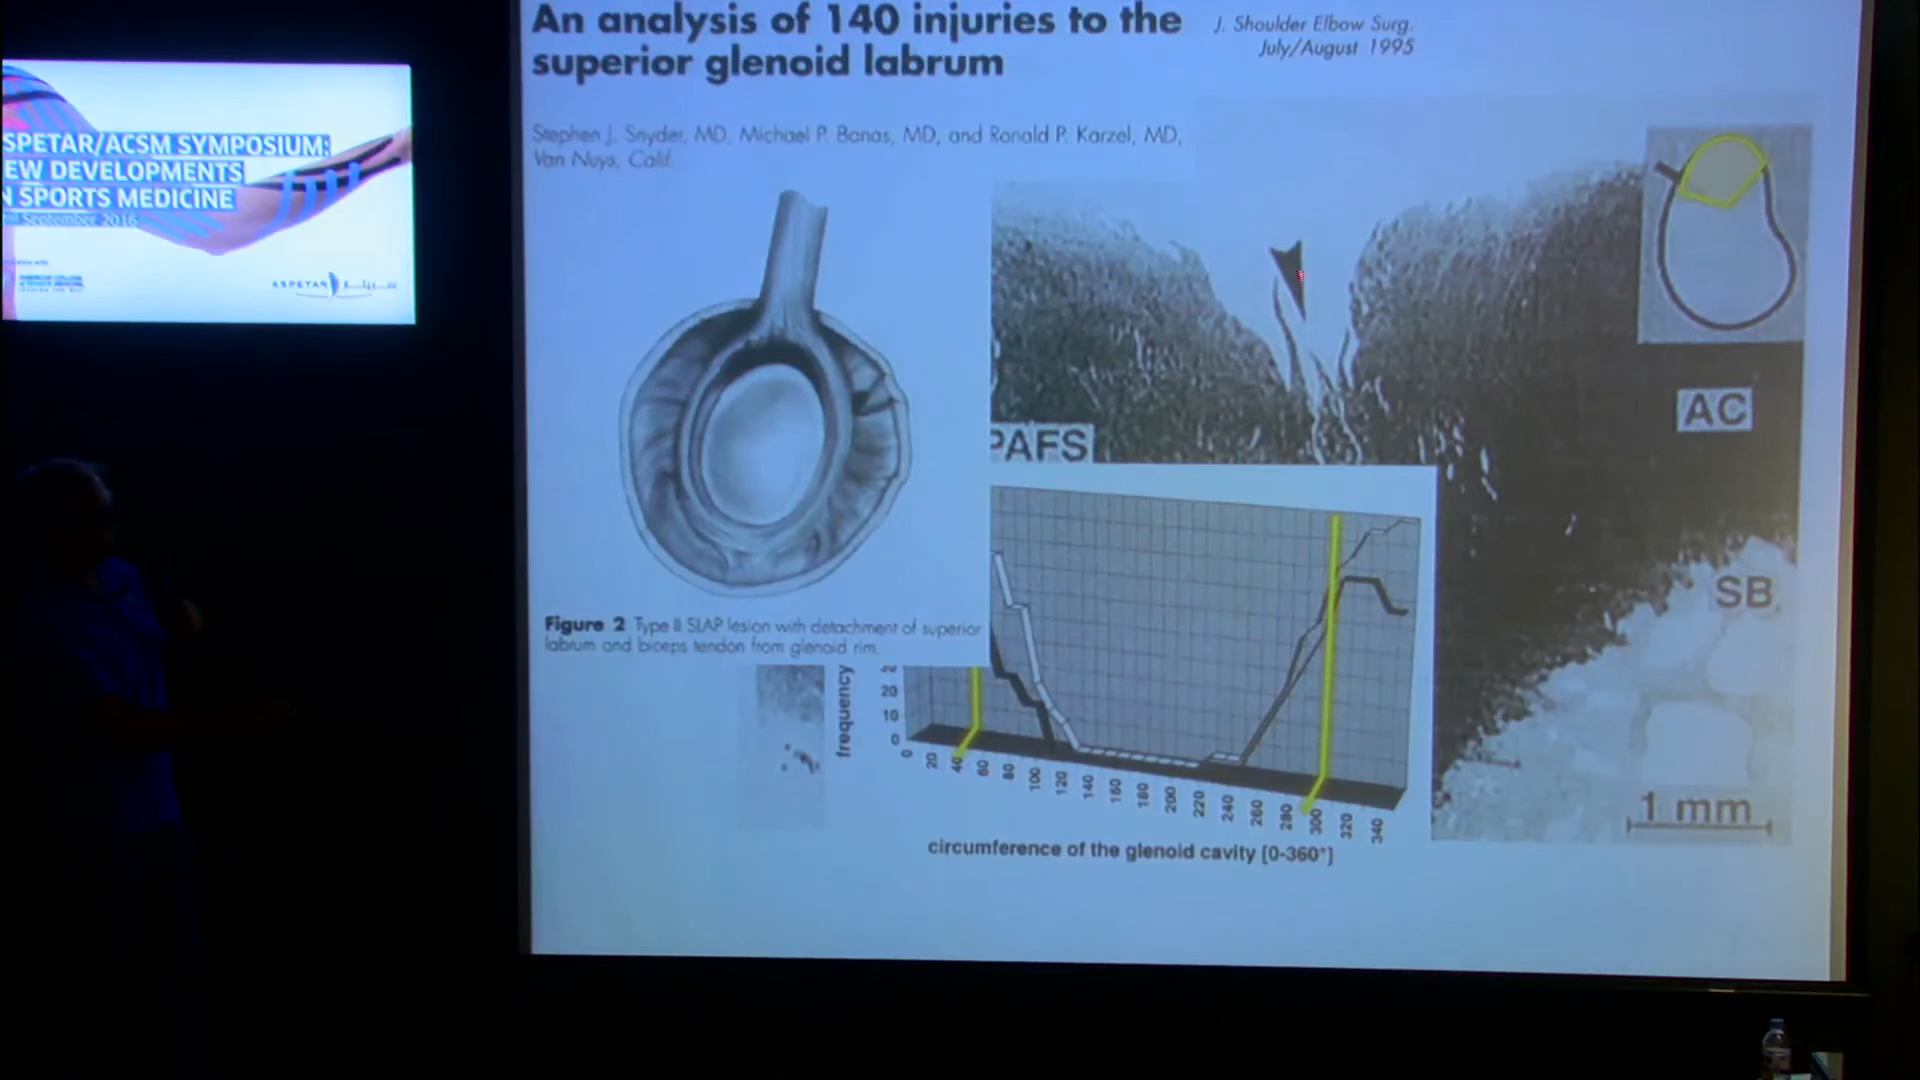 SPETAR/ACSM SYMPOSIUM:
EW DEVELOPMENTS
N SPORTS MEDICINE
September 2016
ASPETAR
An analysis of 140 injuries to the
superior glenoid labrum
J. Shoulder Elbow Surg.
July/August 1995
Stephen J. Snyder, MD, Michael P. Banas, MD, and Ronald P. Karzel, MD,
Van Nuys, Calif.
PAFS
AC
SB
1 mm
Figure 2 Type II SLAP lesion with detachment of superior
labrum and biceps tendon from glenoid rim.
frequency
20
10
0
0 20 40 60 80 100 120 140 160 180 200 220 240 260 280 300 320 340
circumference of the glenoid cavity [0-360°]